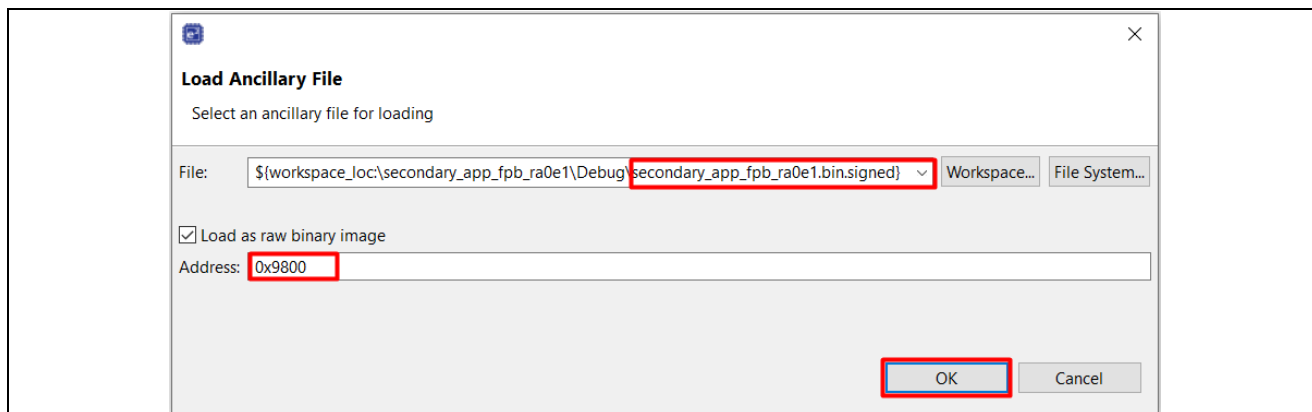 Load Ancillary File
Select an ancillary file for loading
File: ${workspace_loc:\secondary_app_fpb_ra0e1\Debug\secondary_app_fpb_ra0e1.bin.signed} Workspace... File System...
Load as raw binary image
Address: 0x9800
OK Cancel